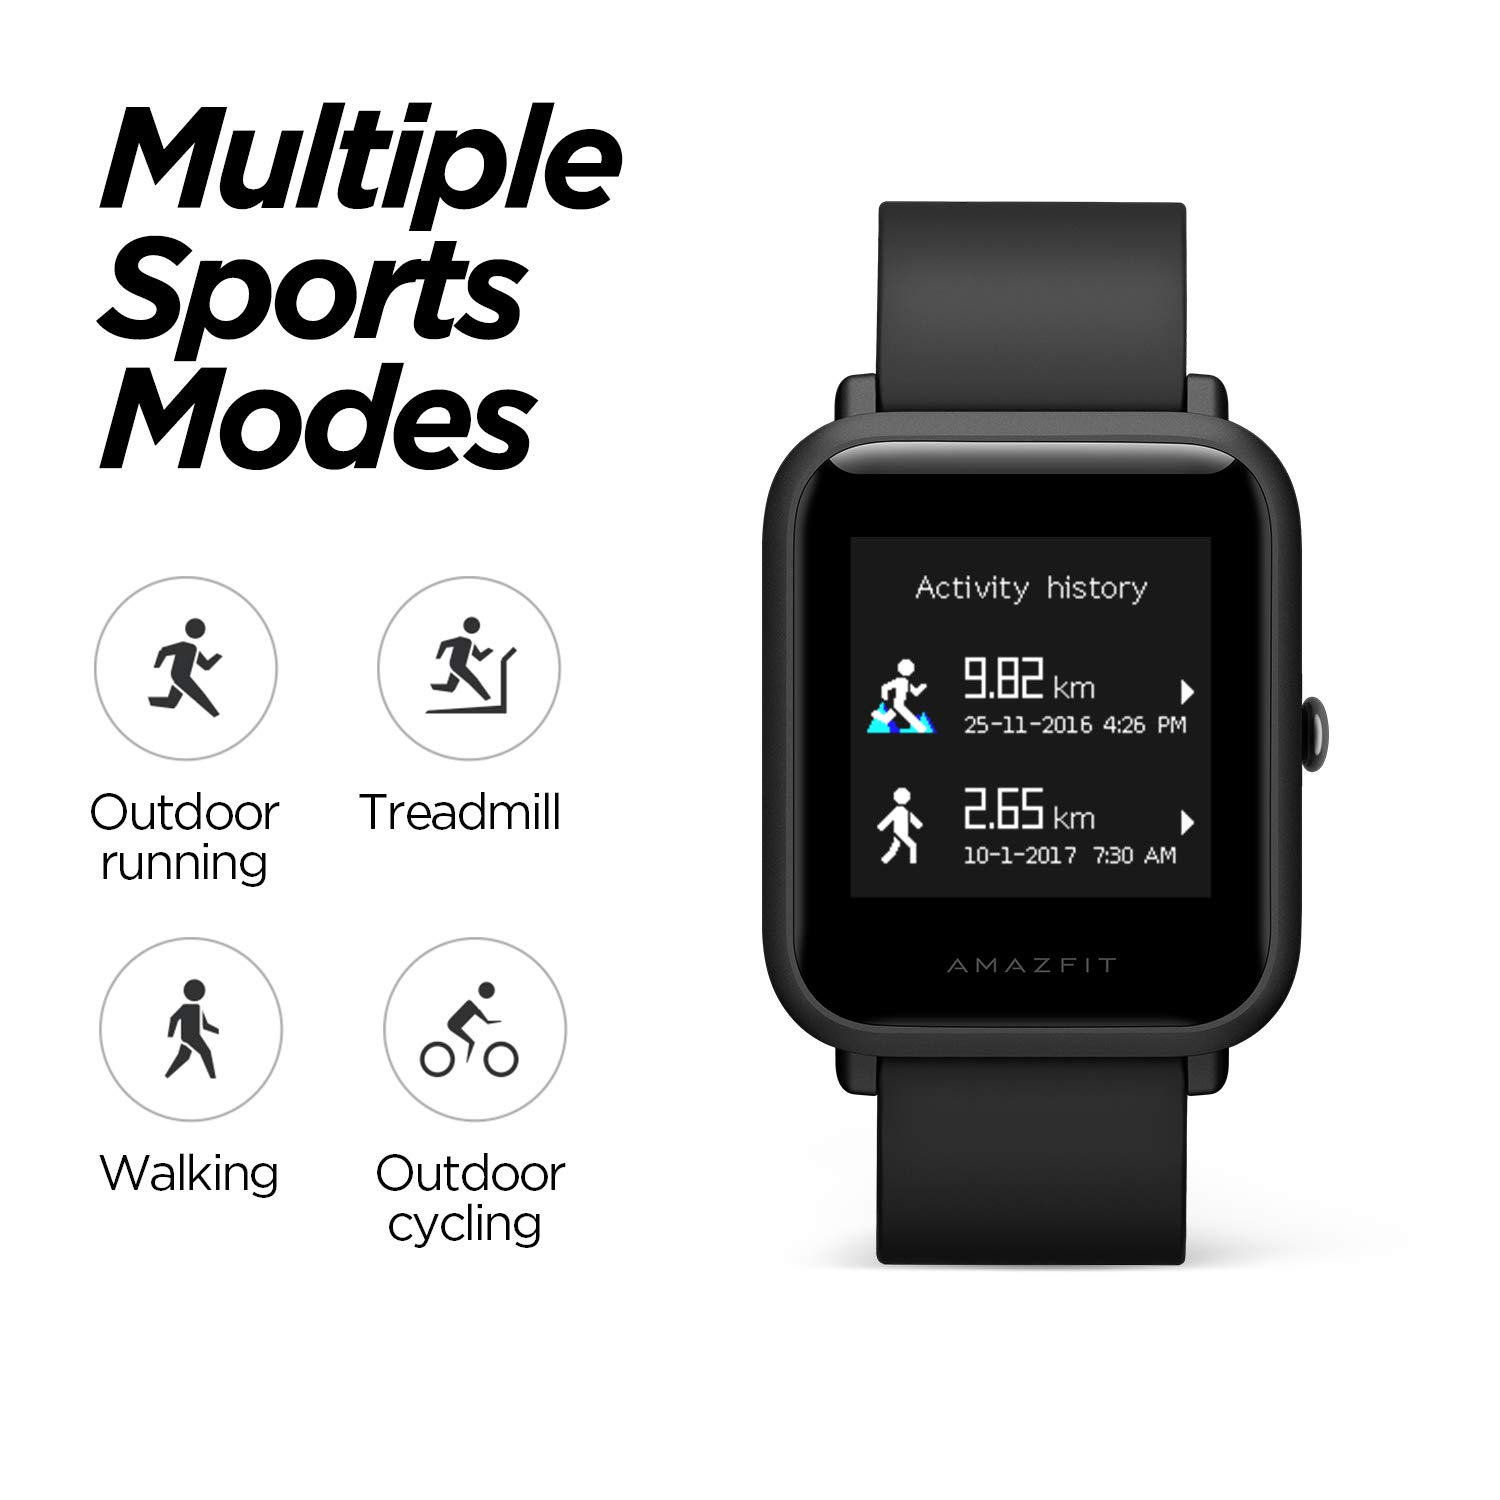 Multiple
Sports
Modes
Outdoor
running
Treadmill
Walking
Outdoor
cycling
Activity history
9.82 km
25-11-2016 4:26 PM
2.65 km
10-1-2017 7:30 AM
AMAZFIT